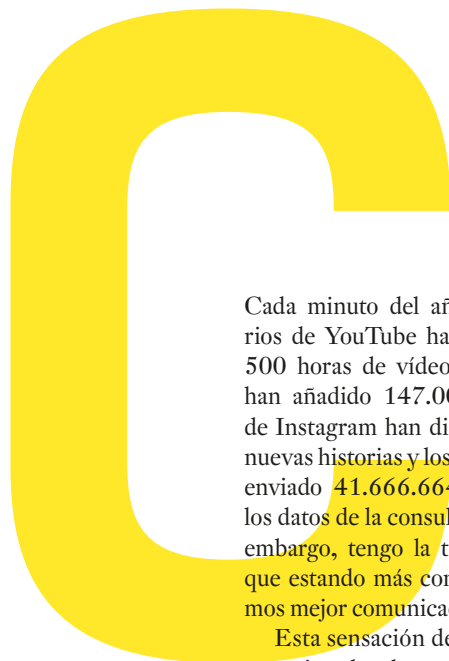 C
Cada minuto del añ
rios de YouTube ha
500 horas de vídeo
han añadido 147.00
de Instagram han di
nuevas historias y los
enviado 41.666.664
los datos de la consul
embargo, tengo la t
que estando más con
mos mejor comunica
Esta sensación de